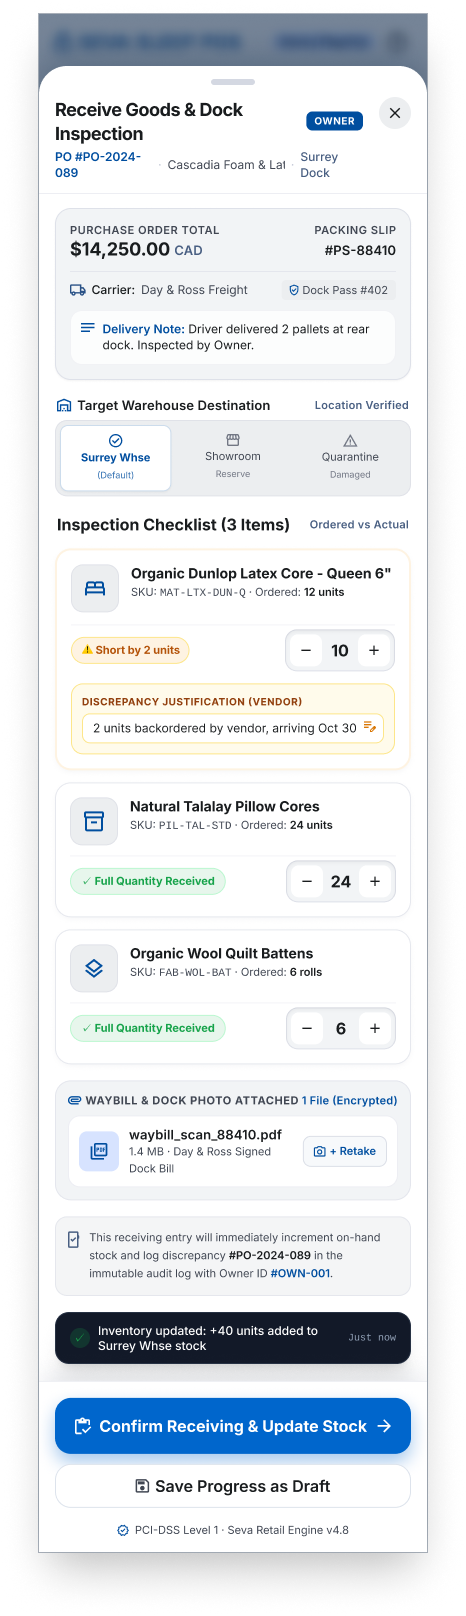 SEVA SLEEP POS
Receive Goods & Dock
Inspection
OWNER
PO #PO-2024-
089
· Cascadia Foam & Lat ·
Surrey
Dock
PURCHASE ORDER TOTAL
PACKING SLIP
$14,250.00 CAD
#PS-88410
Carrier: Day & Ross Freight
Dock Pass #402
Delivery Note: Driver delivered 2 pallets at rear
dock. Inspected by Owner.
Target Warehouse Destination
Location Verified
Surrey Whse
(Default)
Showroom
Reserve
Quarantine
Damaged
Inspection Checklist (3 Items)
Ordered vs Actual
Organic Dunlop Latex Core - Queen 6"
SKU: MAT-LTX-DUN-Q · Ordered: 12 units
⚠ Short by 2 units
− 10 +
DISCREPANCY JUSTIFICATION (VENDOR)
2 units backordered by vendor, arriving Oct 30
Natural Talalay Pillow Cores
SKU: PIL-TAL-STD · Ordered: 24 units
✓ Full Quantity Received
− 24 +
Organic Wool Quilt Battens
SKU: FAB-WOL-BAT · Ordered: 6 rolls
✓ Full Quantity Received
− 6 +
WAYBILL & DOCK PHOTO ATTACHED
1 File (Encrypted)
PDF
waybill_scan_88410.pdf
1.4 MB · Day & Ross Signed
Dock Bill
+ Retake
This receiving entry will immediately increment on-hand
stock and log discrepancy #PO-2024-089 in the
immutable audit log with Owner ID #OWN-001.
✓ Inventory updated: +40 units added to
Surrey Whse stock
Just now
Confirm Receiving & Update Stock →
Save Progress as Draft
PCI-DSS Level 1 · Seva Retail Engine v4.8